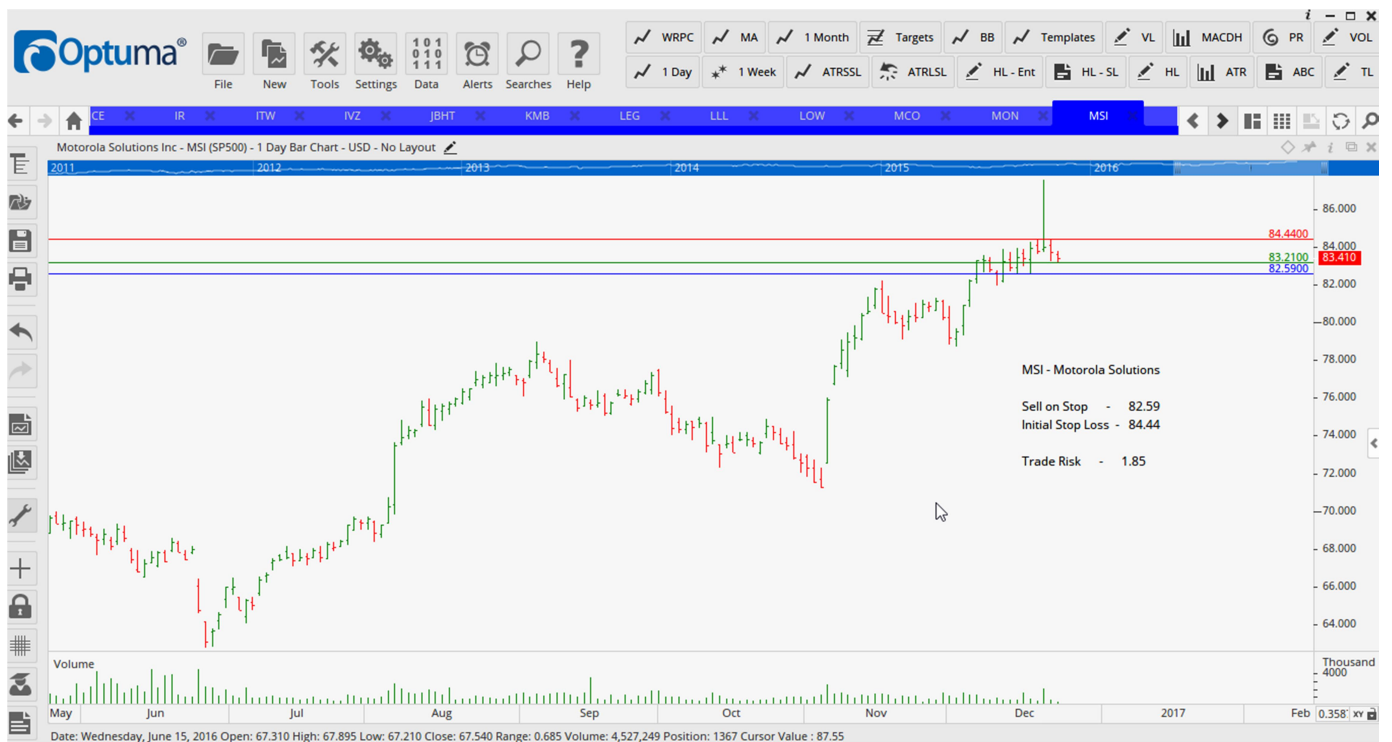 i
Optuma®
File New Tools Settings Data Alerts Searches Help
101
010
111
WRPC MA 1 Month Targets BB Templates VL MACDH PR VOL
1 Day 1 Week ATRSSL ATRLSL HL - Ent HL - SL HL ATR ABC TL
CE IR ITW IVZ JBHT KMB LEG LLL LOW MCO MON MSI
Motorola Solutions Inc - MSI (SP500) - 1 Day Bar Chart - USD - No Layout
2011 2012 2013 2014 2015 2016
86.000
84.4400
84.000
83.2100 83.410
82.5900
82.000
80.000
78.000
MSI - Motorola Solutions
76.000
Sell on Stop - 82.59
Initial Stop Loss - 84.44
74.000
Trade Risk - 1.85
72.000
70.000
68.000
66.000
64.000
Volume Thousand
4000
May Jun Jul Aug Sep Oct Nov Dec 2017 Feb XY
Date: Wednesday, June 15, 2016 Open: 67.310 High: 67.895 Low: 67.210 Close: 67.540 Range: 0.685 Volume: 4,527,249 Position: 1367 Cursor Value : 87.55